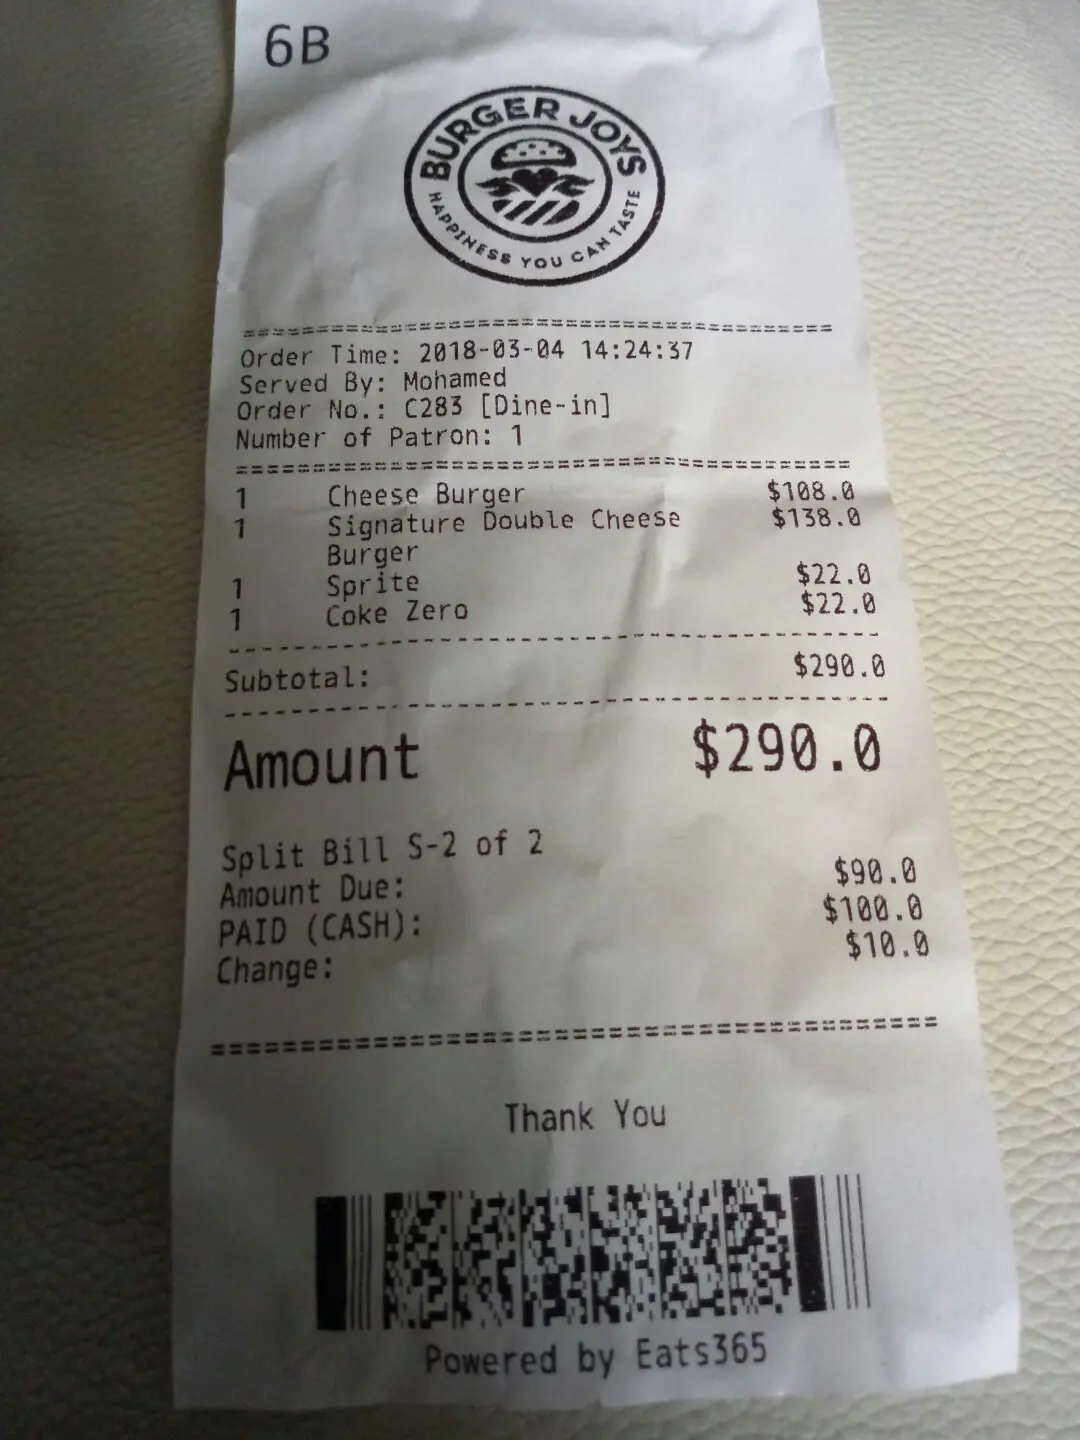 6B
BURGER JOYS
HAPPINESS YOU CAN TASTE
==========================================
Order Time: 2018-03-04 14:24:37
Served By: Mohamed
Order No.: C283 [Dine-in]
Number of Patron: 1
==========================================
1 Cheese Burger $108.0
1 Signature Double Cheese $138.0
Burger
1 Sprite $22.0
1 Coke Zero $22.0
------------------------------------------
Subtotal: $290.0
------------------------------------------
Amount $290.0
Split Bill S-2 of 2
Amount Due: $90.0
PAID (CASH): $100.0
Change: $10.0
==========================================
Thank You
Powered by Eats365